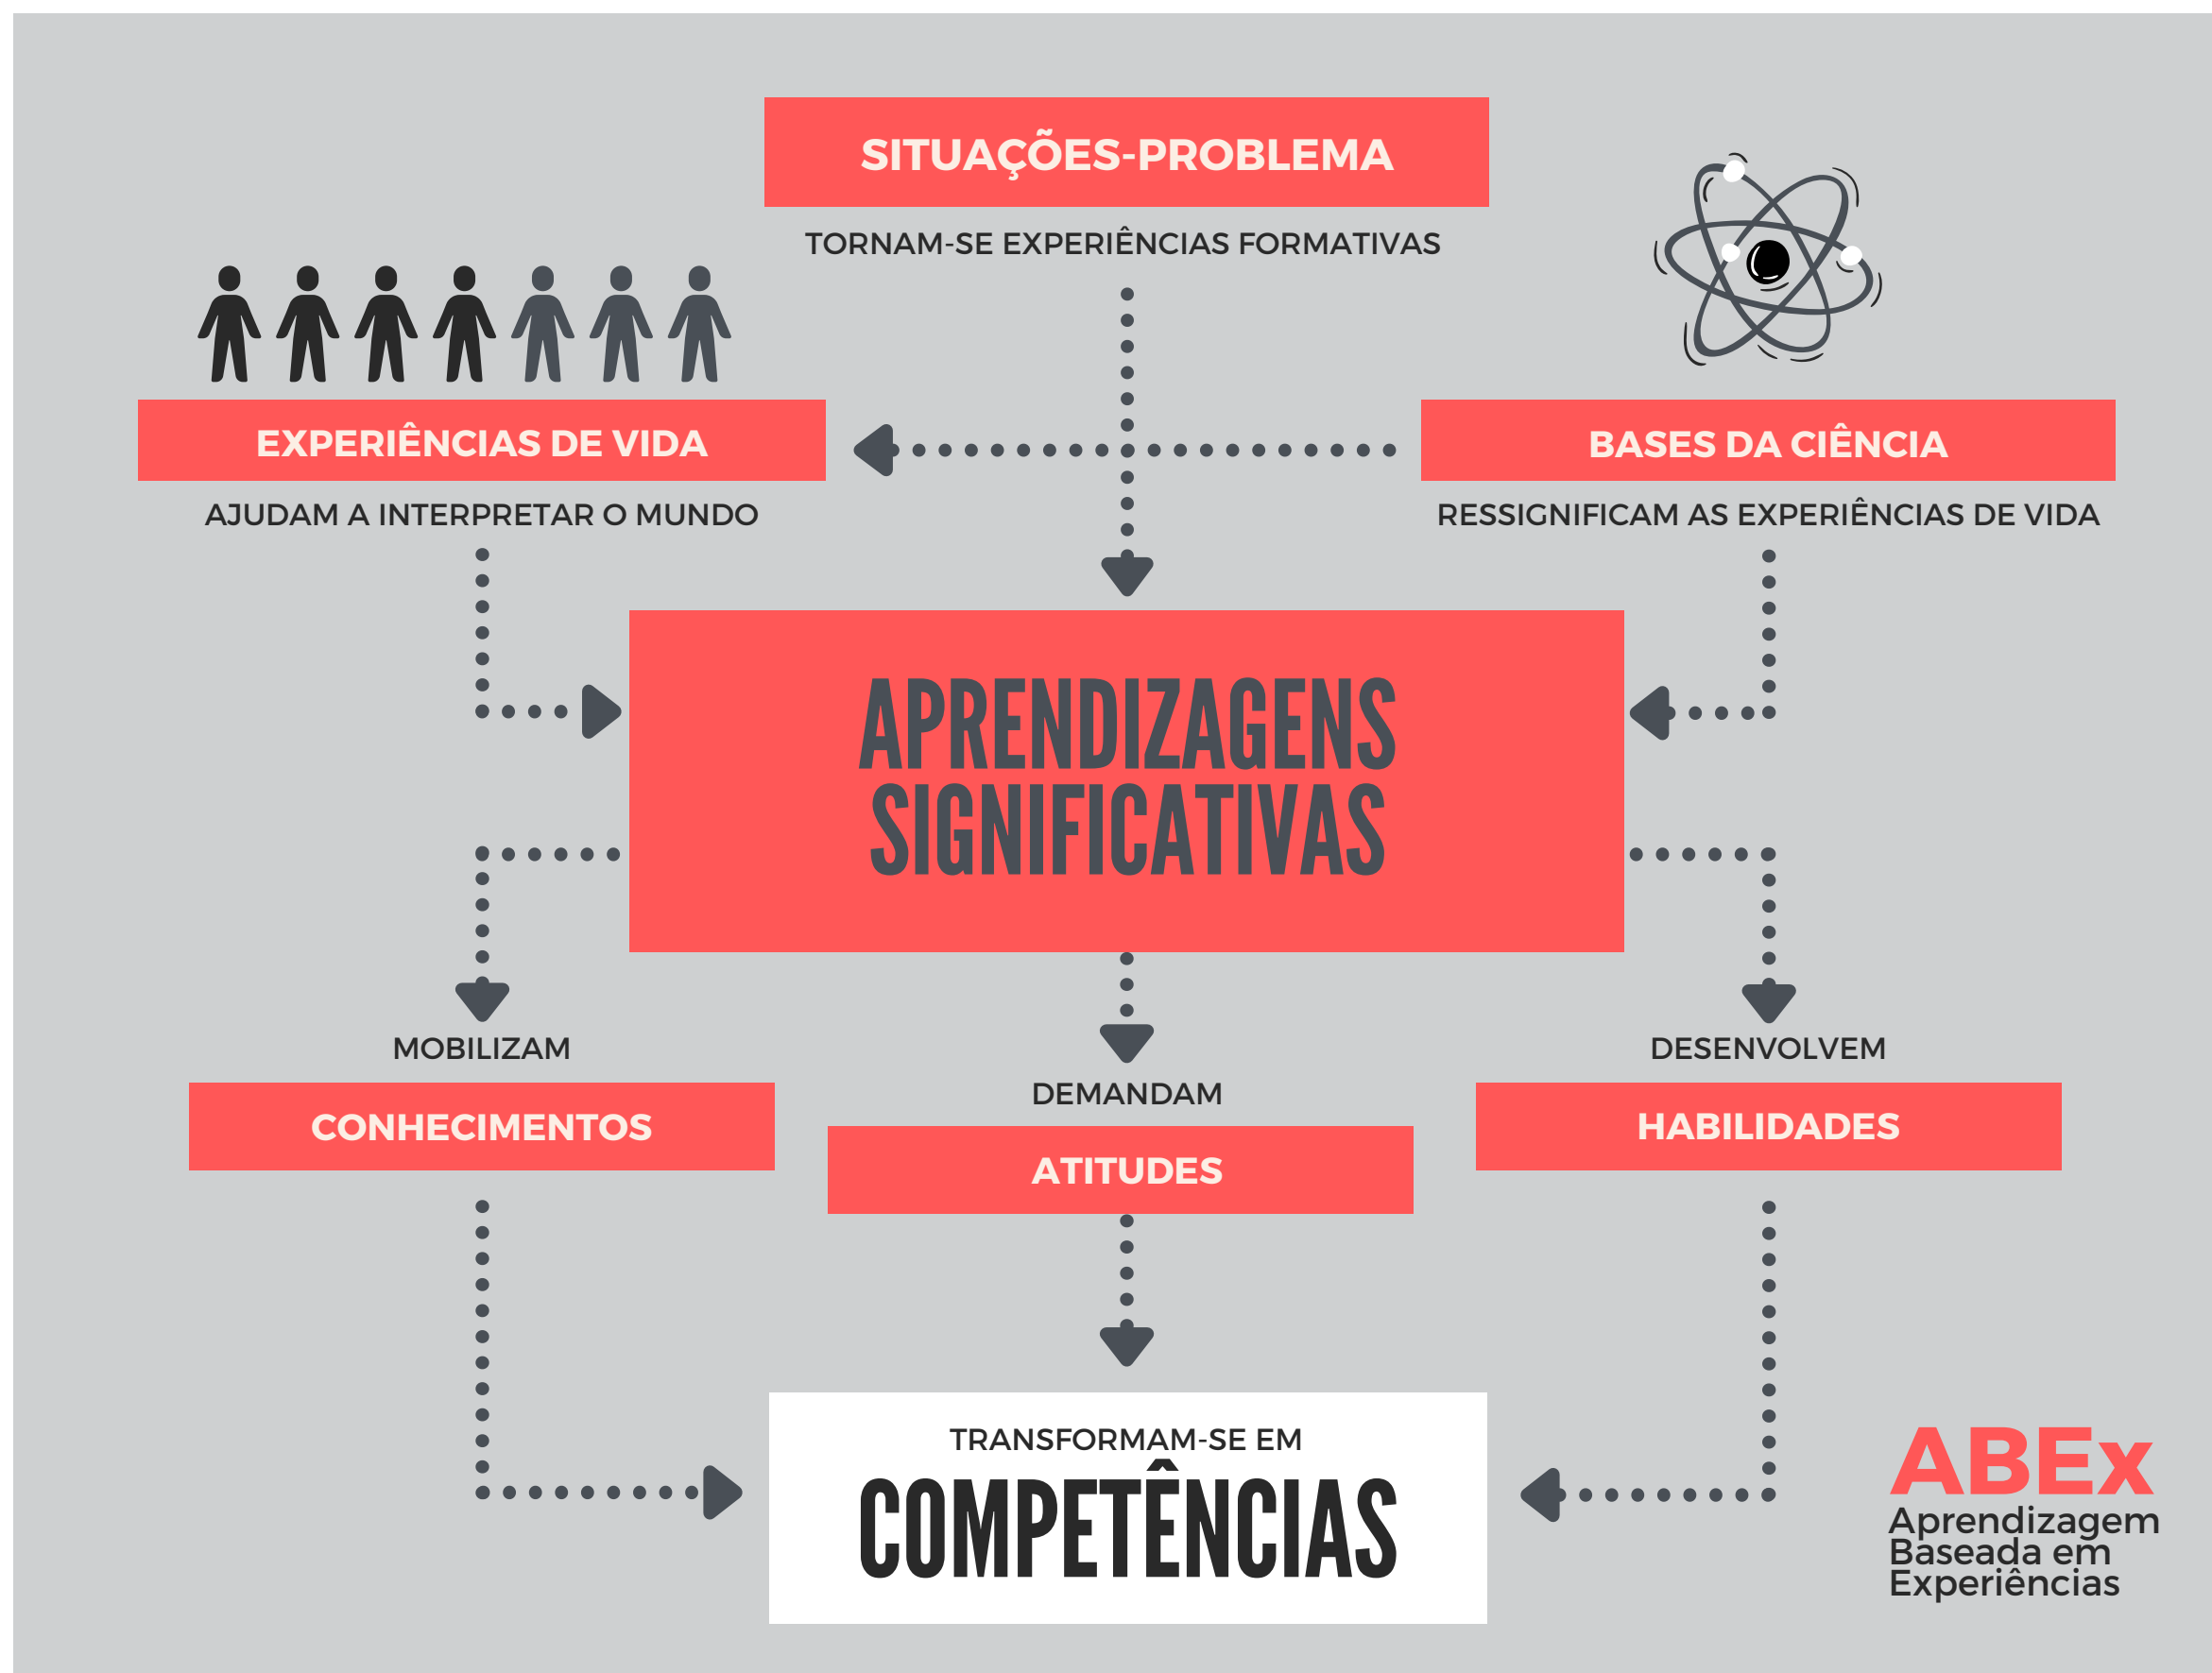 SITUAÇÕES-PROBLEMA
TORNAM-SE EXPERIÊNCIAS FORMATIVAS
EXPERIÊNCIAS DE VIDA
AJUDAM A INTERPRETAR O MUNDO
BASES DA CIÊNCIA
RESSIGNIFICAM AS EXPERIÊNCIAS DE VIDA
APRENDIZAGENS
SIGNIFICATIVAS
MOBILIZAM
CONHECIMENTOS
DEMANDAM
ATITUDES
DESENVOLVEM
HABILIDADES
TRANSFORMAM-SE EM
COMPETÊNCIAS
ABEx
Aprendizagem
Baseada em
Experiências